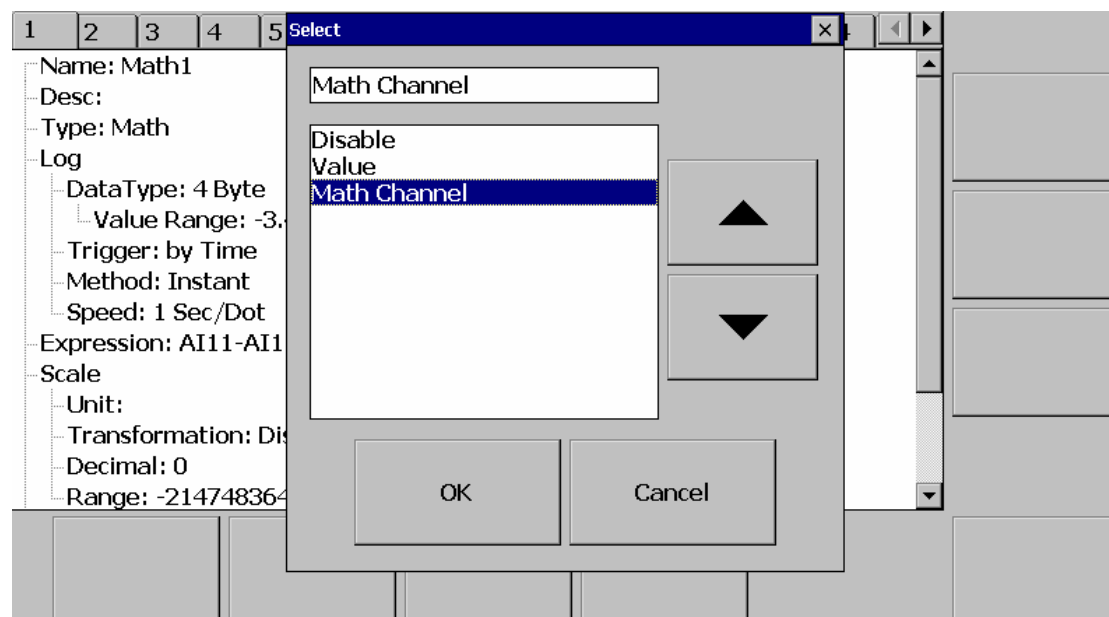 1 2 3 4 5
Select
Name: Math1
Desc:
Type: Math
Log
DataType: 4 Byte
Value Range: -3.
Trigger: by Time
Method: Instant
Speed: 1 Sec/Dot
Expression: AI11-AI1
Scale
Unit:
Transformation: Dis
Decimal: 0
Range: -214748364
Math Channel
Disable
Value
Math Channel
OK
Cancel